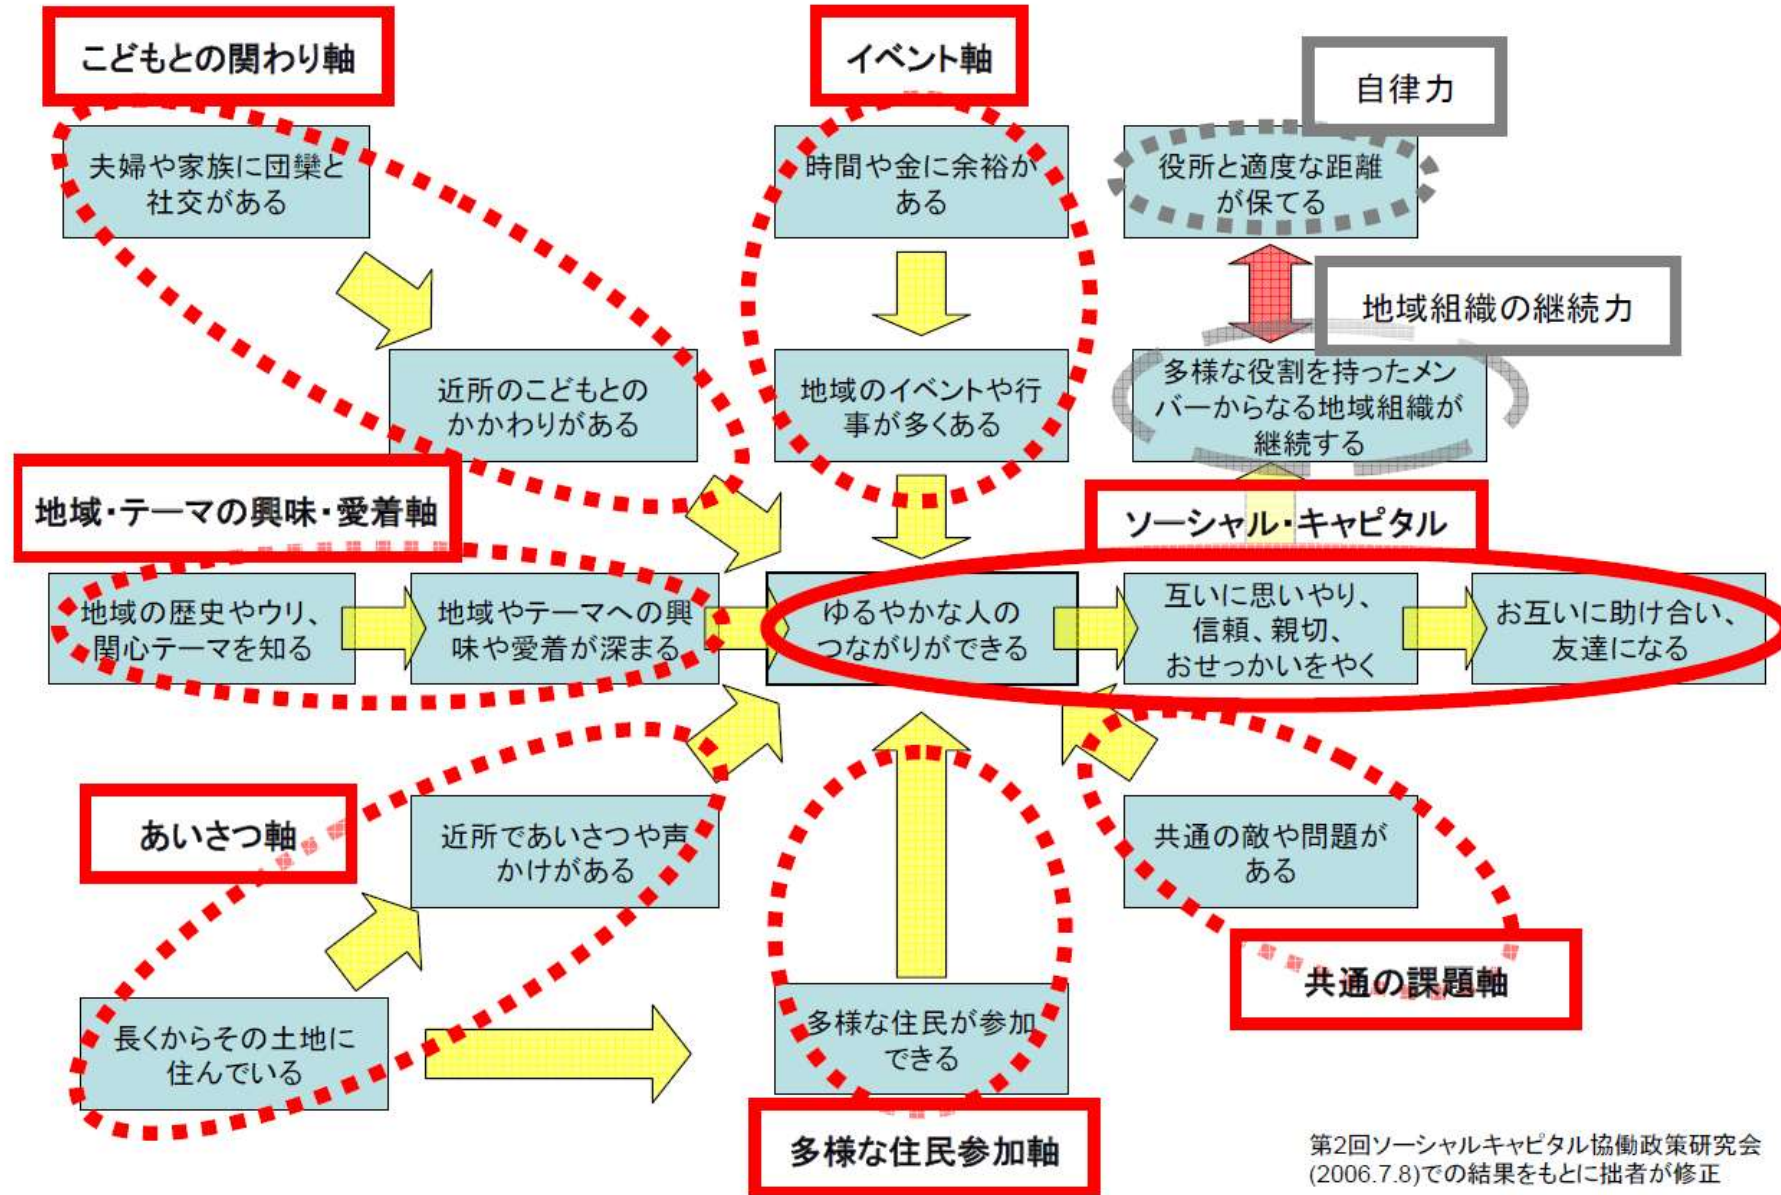 こどもとの関わり軸
イベント軸
自律力
夫婦や家族に団欒と
社交がある
時間や金に余裕が
ある
役所と適度な距離
が保てる
地域組織の継続力
近所のこどもとの
かかわりがある
地域のイベントや行
事が多くある
多様な役割を持ったメン
バーからなる地域組織が
継続する
地域・テーマの興味・愛着軸
ソーシャル・キャピタル
地域の歴史やウリ、
関心テーマを知る
地域やテーマへの興
味や愛着が深まる
ゆるやかな人の
つながりができる
互いに思いやり、
信頼、親切、
おせっかいをやく
お互いに助け合い、
友達になる
あいさつ軸
近所であいさつや声
かけがある
共通の敵や問題が
ある
共通の課題軸
長くからその土地に
住んでいる
多様な住民が参加
できる
多様な住民参加軸
第2回ソーシャルキャピタル協働政策研究会
(2006.7.8)での結果をもとに拙者が修正